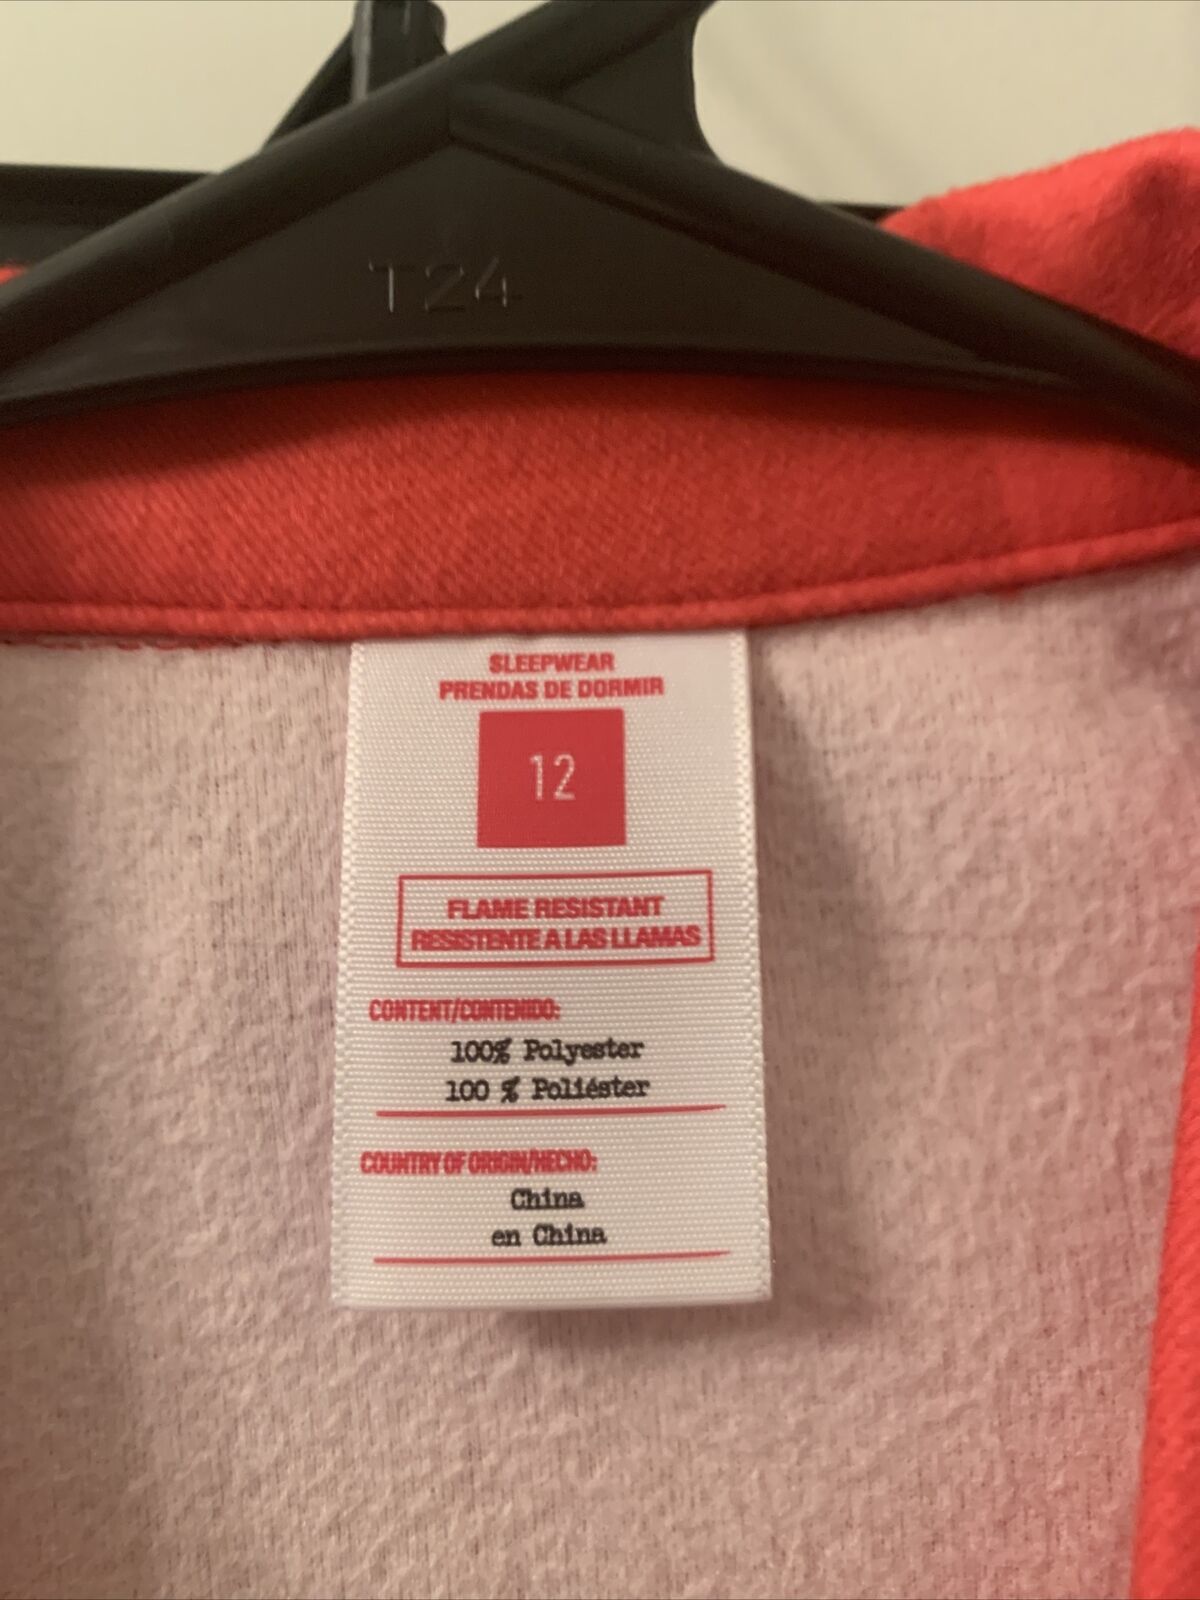 T24
SLEEPWEAR
PRENDAS DE DORMIR
12
FLAME RESISTANT
RESISTENTE A LAS LLAMAS
CONTENT/CONTENIDO:
100% Polyester
100 % Poliéster
COUNTRY OF ORIGIN/HECHO:
China
en China